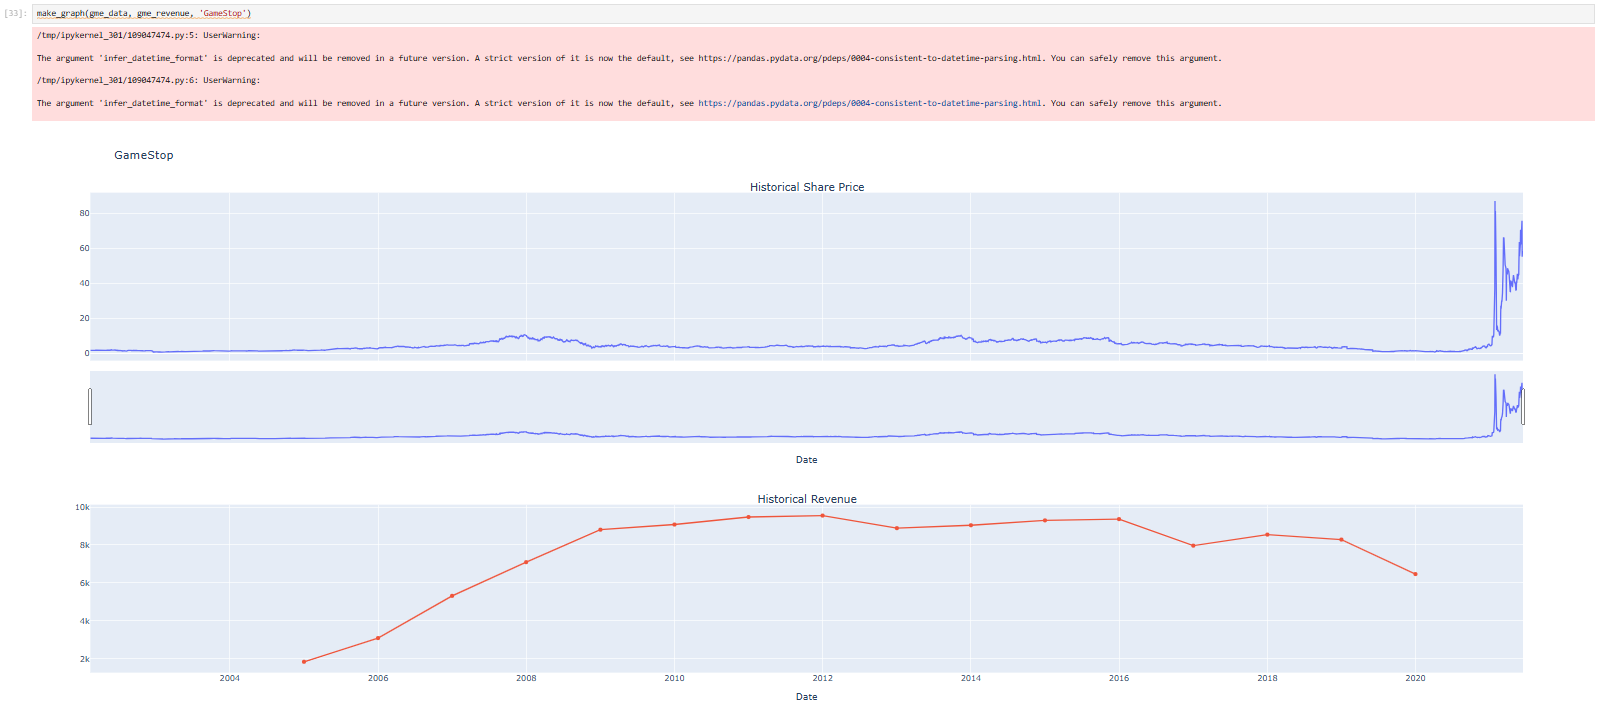 [33]: make_graph(gme_data, gme_revenue, 'GameStop')
/tmp/ipykernel_301/109047474.py:5: UserWarning:
The argument 'infer_datetime_format' is deprecated and will be removed in a future version. A strict version of it is now the default, see https://pandas.pydata.org/pdeps/0004-consistent-to-datetime-parsing.html. You can safely remove this argument.
/tmp/ipykernel_301/109047474.py:6: UserWarning:
The argument 'infer_datetime_format' is deprecated and will be removed in a future version. A strict version of it is now the default, see https://pandas.pydata.org/pdeps/0004-consistent-to-datetime-parsing.html. You can safely remove this argument.
GameStop
Historical Share Price
80
60
40
20
0
Date
Historical Revenue
10k
8k
6k
4k
2k
2004 2006 2008 2010 2012 2014 2016 2018 2020
Date